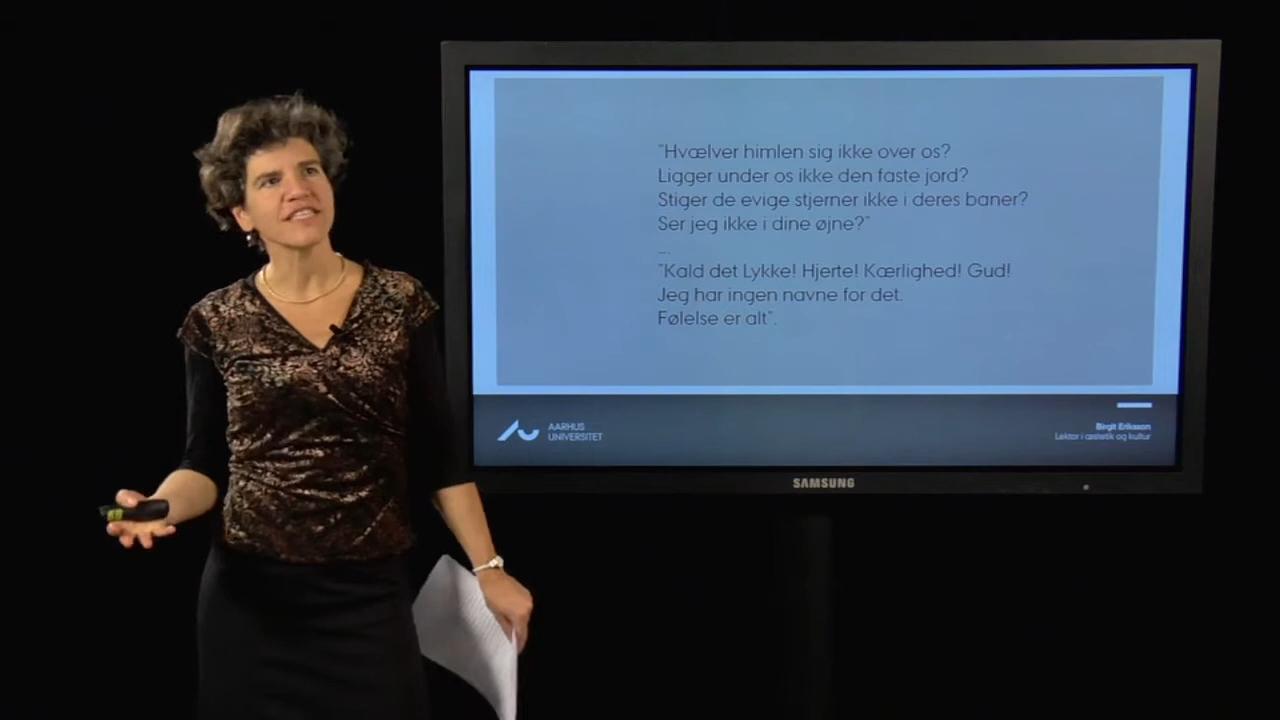 "Hvælver himlen sig ikke over os?
Ligger under os ikke den faste jord?
Stiger de evige stjerner ikke i deres baner?
Ser jeg ikke i dine øjne?"
....
"Kald det Lykke! Hjerte! Kærlighed! Gud!
Jeg har ingen navne for det.
Følelse er alt".
AARHUS
UNIVERSITET
Birgit Eriksson
Lektor i æstetik og kultur
SAMSUNG